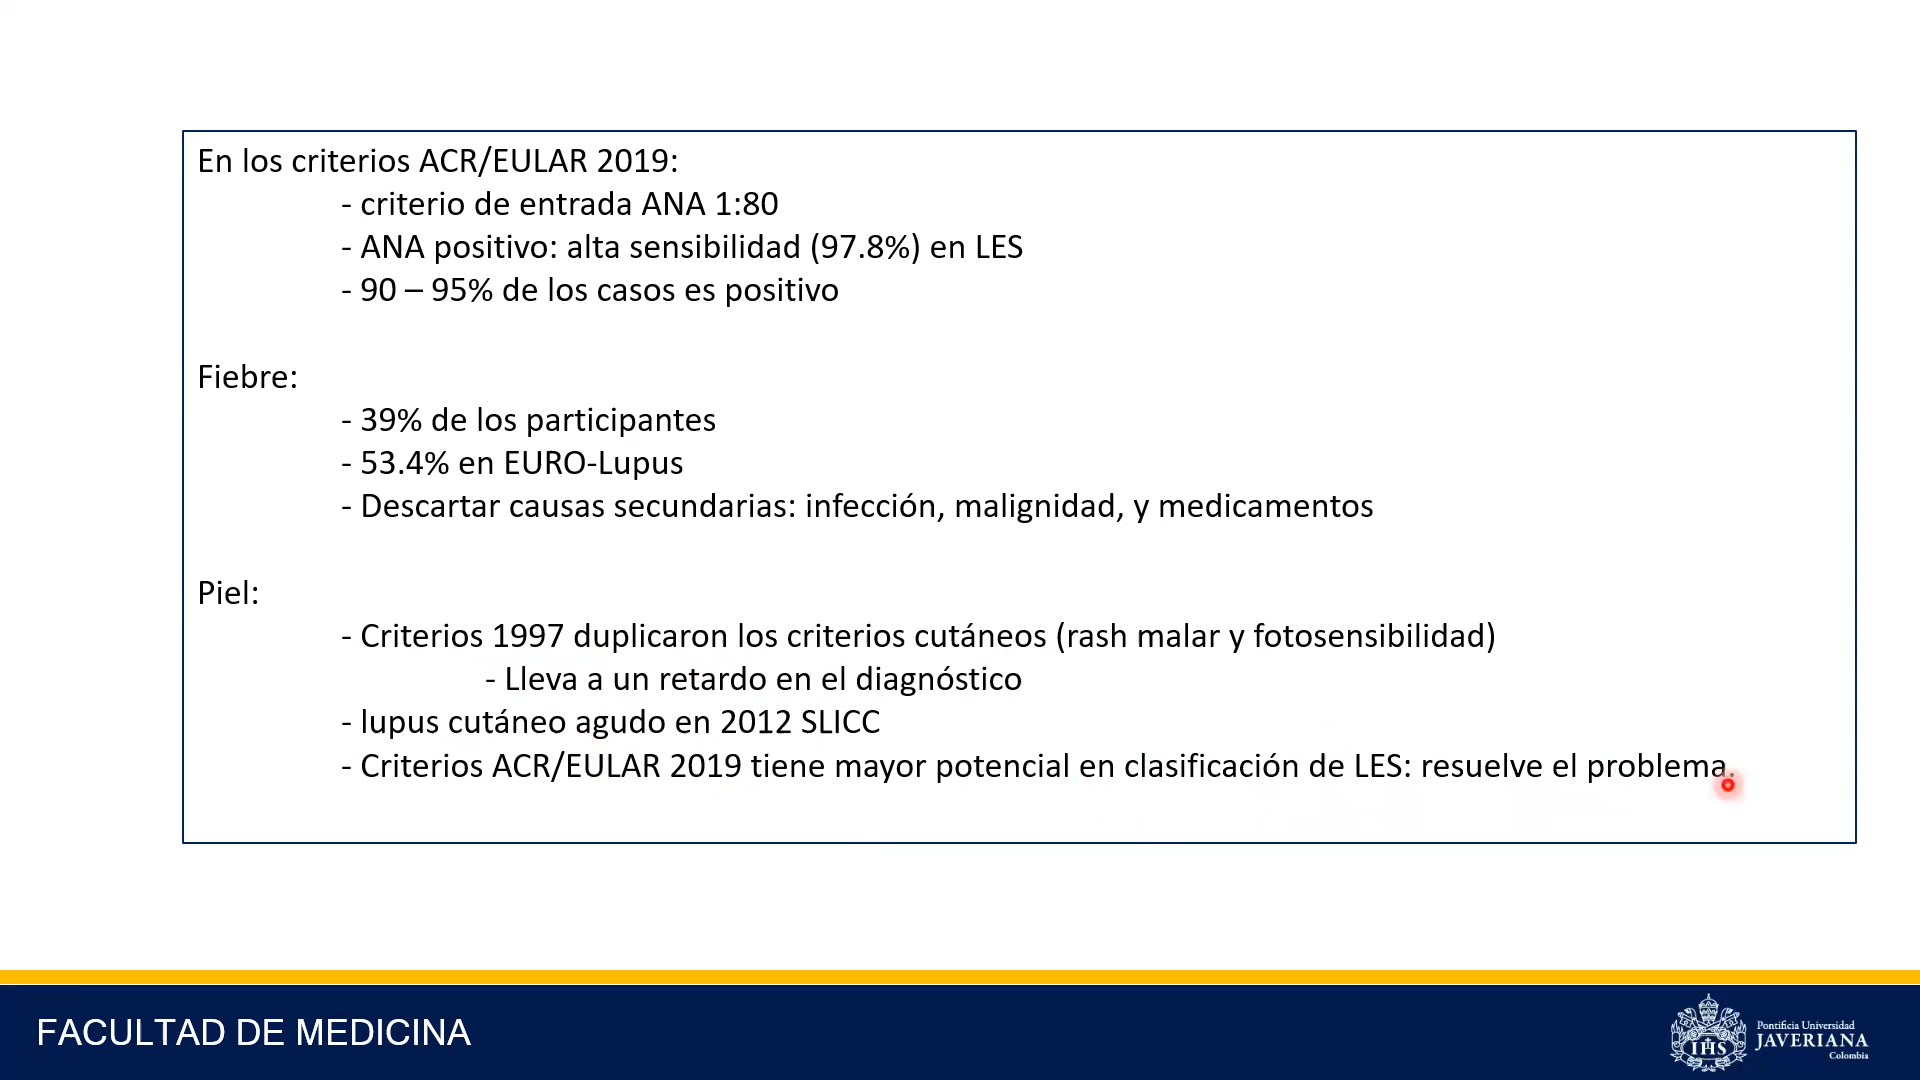 En los criterios ACR/EULAR 2019:
- criterio de entrada ANA 1:80
- ANA positivo: alta sensibilidad (97.8%) en LES
- 90 – 95% de los casos es positivo
Fiebre:
- 39% de los participantes
- 53.4% en EURO-Lupus
- Descartar causas secundarias: infección, malignidad, y medicamentos
Piel:
- Criterios 1997 duplicaron los criterios cutáneos (rash malar y fotosensibilidad)
- Lleva a un retardo en el diagnóstico
- lupus cutáneo agudo en 2012 SLICC
- Criterios ACR/EULAR 2019 tiene mayor potencial en clasificación de LES: resuelve el problema.
FACULTAD DE MEDICINA
IHS
Pontificia Universidad
JAVERIANA
Colombia